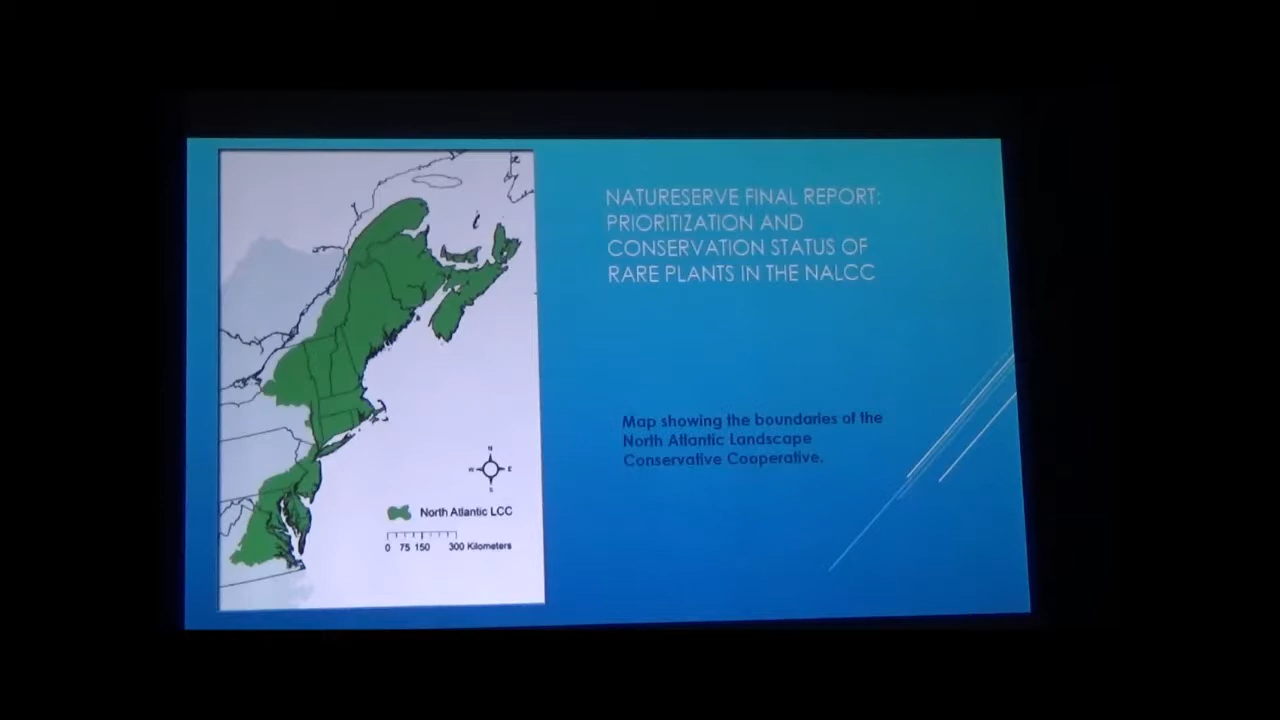 NATURESERVE FINAL REPORT:
PRIORITIZATION AND
CONSERVATION STATUS OF
RARE PLANTS IN THE NALCC
Map showing the boundaries of the
North Atlantic Landscape
Conservative Cooperative.
N
W E
S
North Atlantic LCC
0 75 150 300 Kilometers